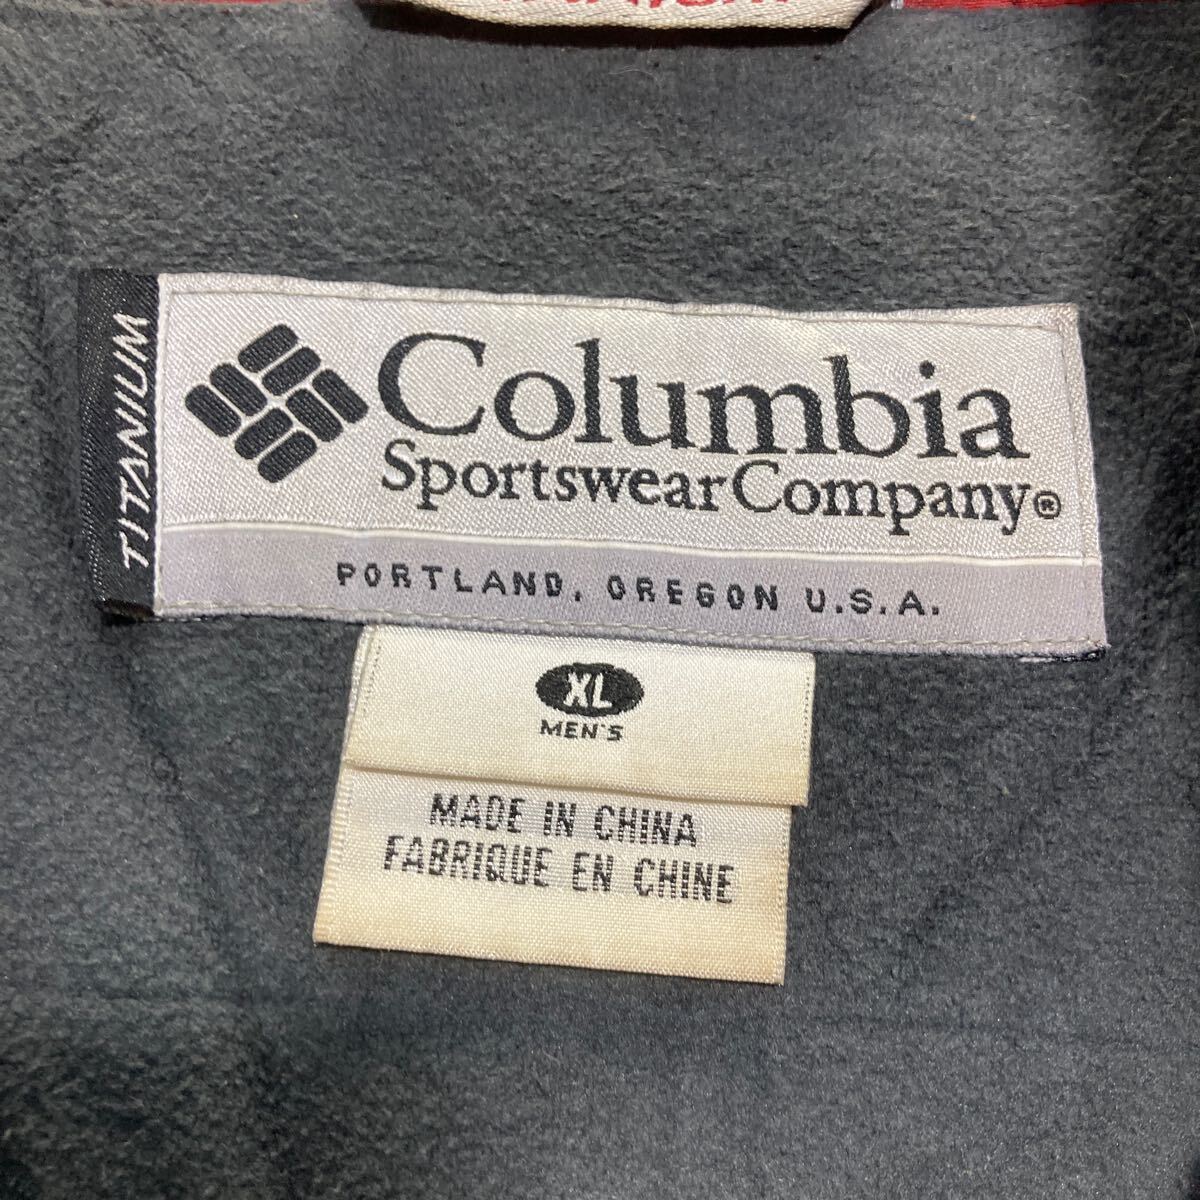 TITANIUM
Columbia
Sportswear Company®
PORTLAND, OREGON U.S.A.
XL
MEN'S
MADE IN CHINA
FABRIQUE EN CHINE